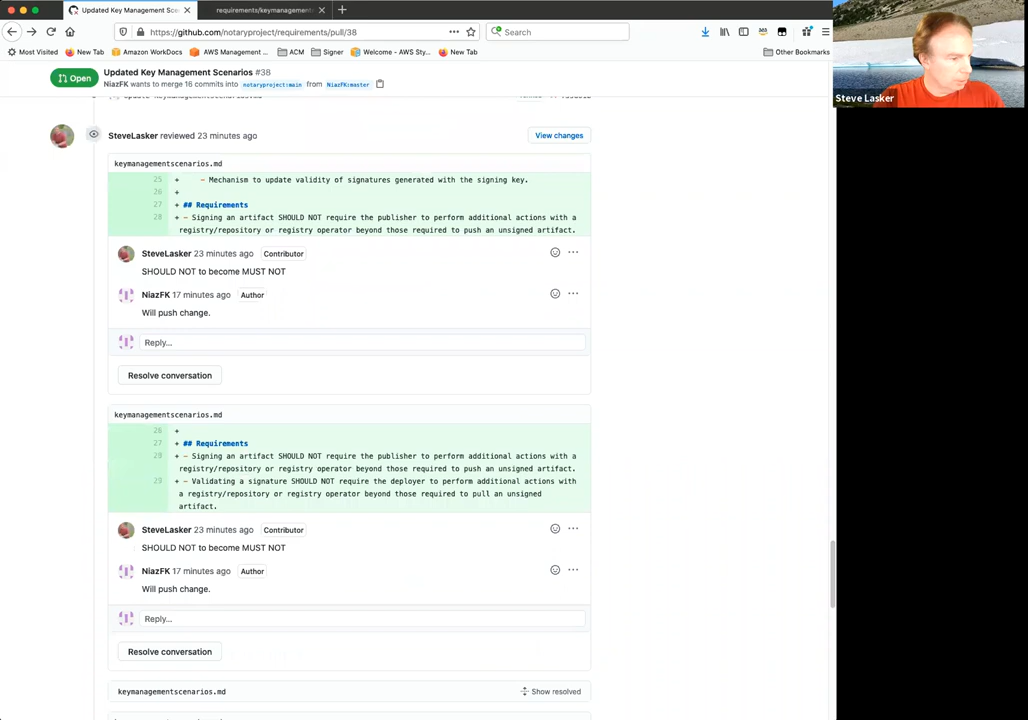 Updated Key Management Scen
requirements/keymanagement
https://github.com/notaryproject/requirements/pull/38
Search
Most Visited
New Tab
Amazon WorkDocs
AWS Management ...
ACM
Signer
Welcome - AWS Sty...
New Tab
Other Bookmarks
Steve Lasker
Open
Updated Key Management Scenarios #38
NiazFK wants to merge 16 commits into notaryproject:main from NiazFK:master
SteveLasker reviewed 23 minutes ago
View changes
keymanagementscenarios.md
25 + - Mechanism to update validity of signatures generated with the signing key.
26 +
27 + ## Requirements
28 + - Signing an artifact SHOULD NOT require the publisher to perform additional actions with a
registry/repository or registry operator beyond those required to push an unsigned artifact.
SteveLasker 23 minutes ago Contributor
SHOULD NOT to become MUST NOT
NiazFK 17 minutes ago Author
Will push change.
Reply...
Resolve conversation
keymanagementscenarios.md
26 +
27 + ## Requirements
28 + - Signing an artifact SHOULD NOT require the publisher to perform additional actions with a
registry/repository or registry operator beyond those required to push an unsigned artifact.
29 + - Validating a signature SHOULD NOT require the deployer to perform additional actions with
a registry/repository or registry operator beyond those required to pull an unsigned
artifact.
SteveLasker 23 minutes ago Contributor
SHOULD NOT to become MUST NOT
NiazFK 17 minutes ago Author
Will push change.
Reply...
Resolve conversation
keymanagementscenarios.md
Show resolved